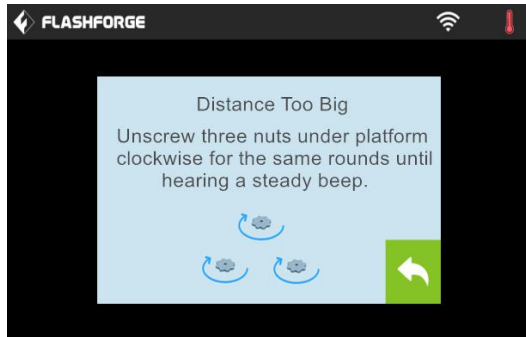 FLASHFORGE
Distance Too Big
Unscrew three nuts under platform
clockwise for the same rounds until
hearing a steady beep.